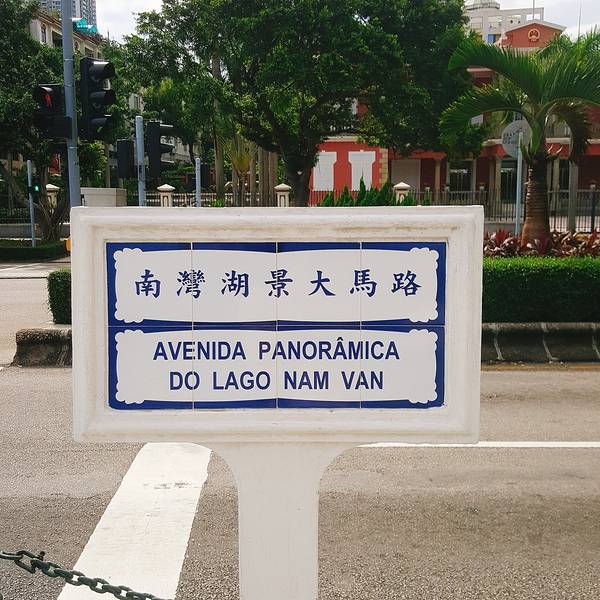 南灣湖景大馬路
AVENIDA PANORÂMICA
DO LAGO NAM VAN